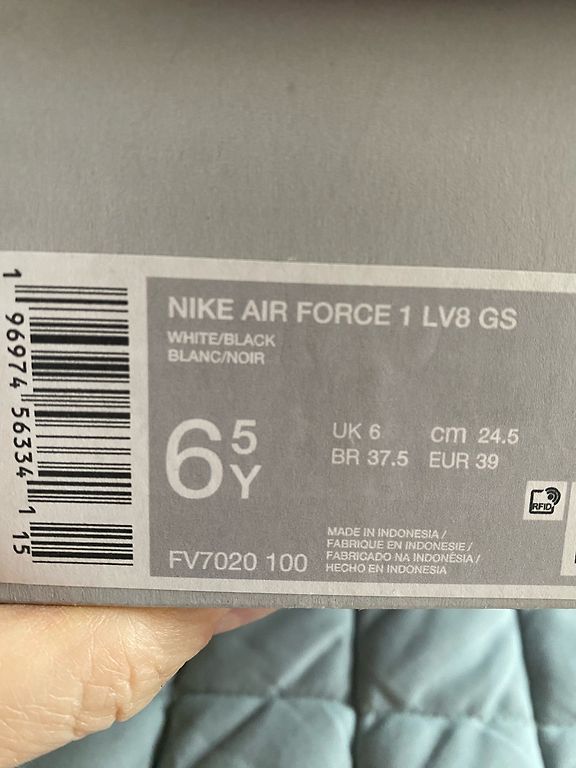 NIKE AIR FORCE 1 LV8 GS
WHITE/BLACK
BLANC/NOIR
6 5 Y
UK 6 cm 24.5
BR 37.5 EUR 39
RFID
MADE IN INDONESIA /
FABRIQUE EN INDONESIE /
FABRICADO NA INDONÉSIA /
HECHO EN INDONESIA
FV7020 100
1 96974 56334 1 15